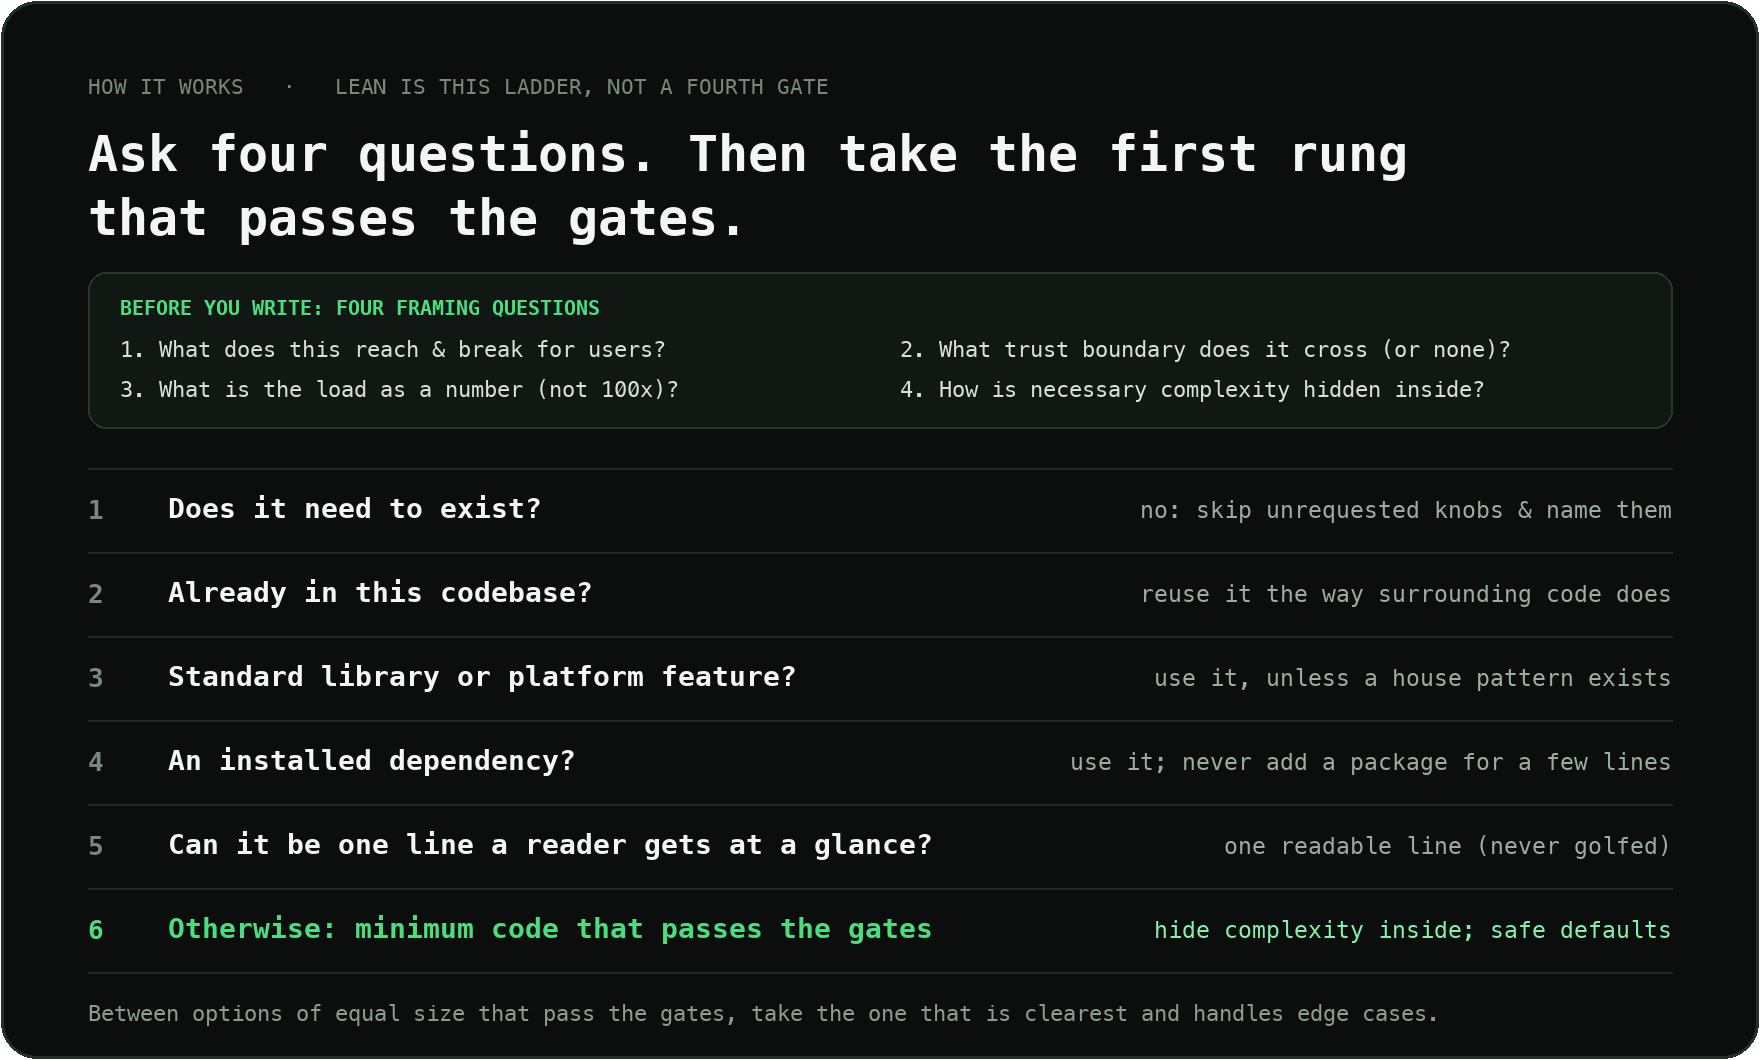 HOW IT WORKS · LEAN IS THIS LADDER, NOT A FOURTH GATE
Ask four questions. Then take the first rung
that passes the gates.
BEFORE YOU WRITE: FOUR FRAMING QUESTIONS
1. What does this reach & break for users?
2. What trust boundary does it cross (or none)?
3. What is the load as a number (not 100x)?
4. How is necessary complexity hidden inside?
1 Does it need to exist? no: skip unrequested knobs & name them
2 Already in this codebase? reuse it the way surrounding code does
3 Standard library or platform feature? use it, unless a house pattern exists
4 An installed dependency? use it; never add a package for a few lines
5 Can it be one line a reader gets at a glance? one readable line (never golfed)
6 Otherwise: minimum code that passes the gates hide complexity inside; safe defaults
Between options of equal size that pass the gates, take the one that is clearest and handles edge cases.